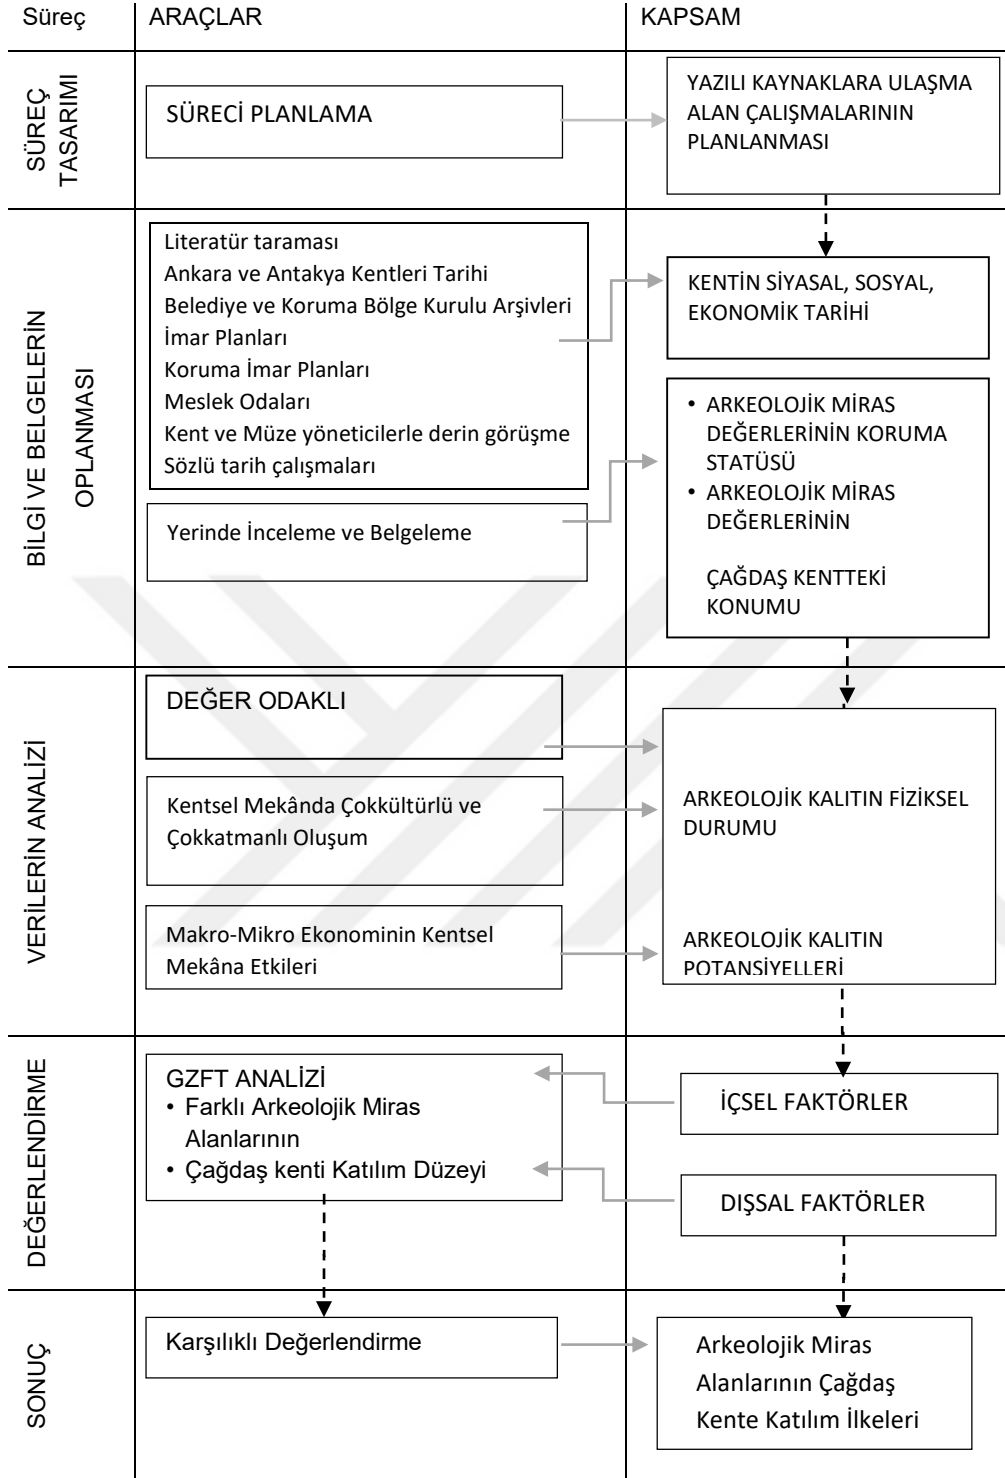 Süreç
ARAÇLAR
KAPSAM
SÜREÇ
TASARIMI
SÜRECİ PLANLAMA
YAZILI KAYNAKLARA ULAŞMA
ALAN ÇALIŞMALARININ
PLANLANMASI
BİLGİ VE BELGELERİN
OPLANMASI
Literatür taraması
Ankara ve Antakya Kentleri Tarihi
Belediye ve Koruma Bölge Kurulu Arşivleri
İmar Planları
Koruma İmar Planları
Meslek Odaları
Kent ve Müze yöneticilerle derin görüşme
Sözlü tarih çalışmaları
Yerinde İnceleme ve Belgeleme
KENTİN SİYASAL, SOSYAL,
EKONOMİK TARİHİ
• ARKEOLOJİK MİRAS
DEĞERLERİNİN KORUMA
STATÜSÜ
• ARKEOLOJİK MİRAS
DEĞERLERİNİN
ÇAĞDAŞ KENTTEKİ
KONUMU
VERİLERİN ANALİZİ
DEĞER ODAKLI
Kentsel Mekânda Çokkültürlü ve
Çokkatmanlı Oluşum
Makro-Mikro Ekonominin Kentsel
Mekâna Etkileri
ARKEOLOJİK KALITIN FİZİKSEL
DURUMU
ARKEOLOJİK KALITIN
POTANSİYELLERİ
DEĞERLENDİRME
GZFT ANALİZİ
• Farklı Arkeolojik Miras
Alanlarının
• Çağdaş kenti Katılım Düzeyi
İÇSEL FAKTÖRLER
DIŞSAL FAKTÖRLER
SONUÇ
Karşılıklı Değerlendirme
Arkeolojik Miras
Alanlarının Çağdaş
Kente Katılım İlkeleri